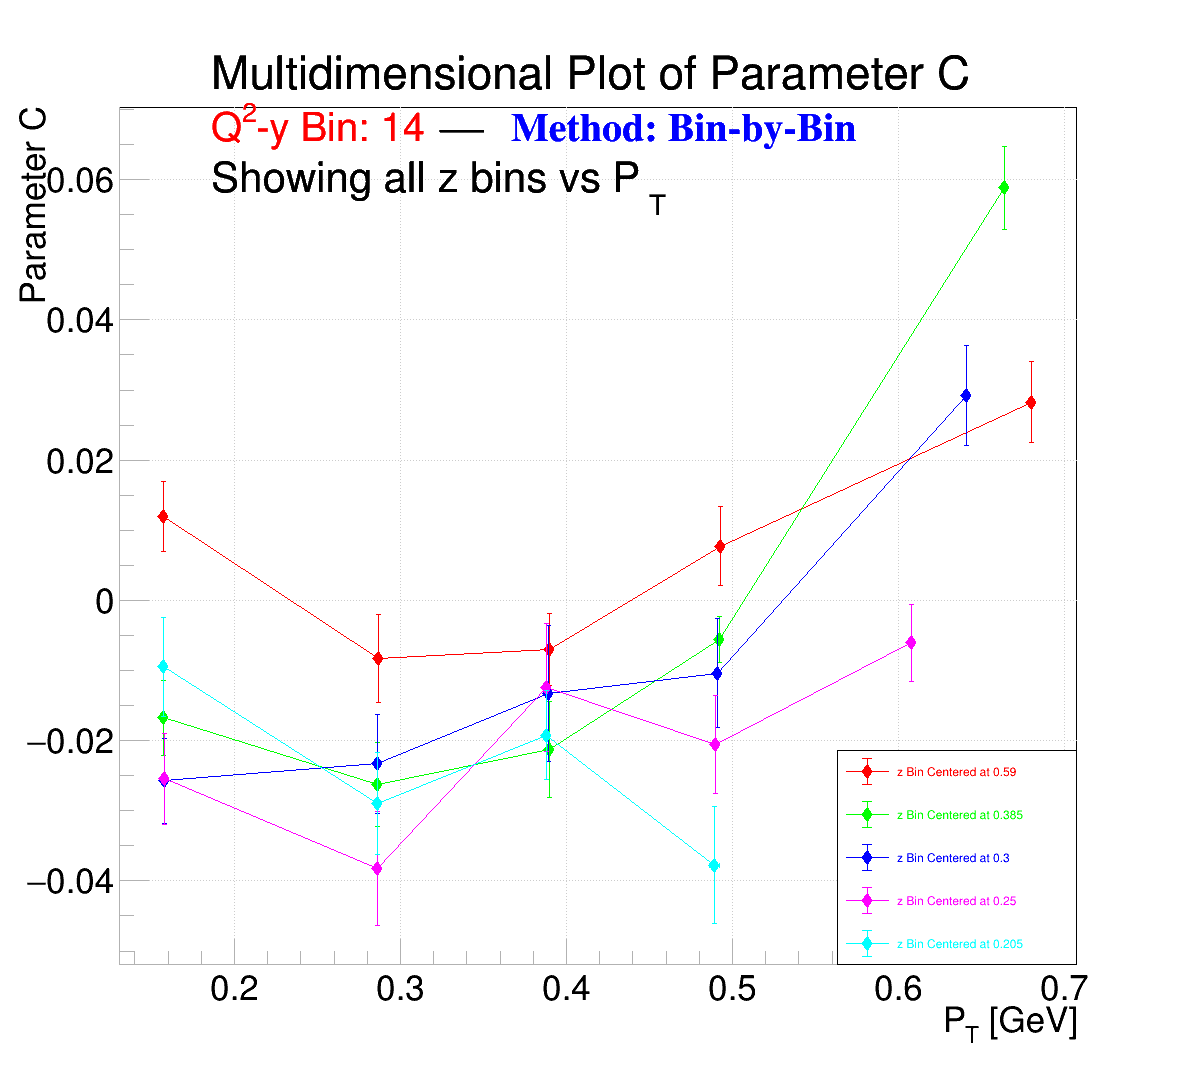 Multidimensional Plot of Parameter C
Q2-y Bin: 14 — Method: Bin-by-Bin
Showing all z bins vs P T
Parameter C
0.06
0.04
0.02
0
−0.02
−0.04
z Bin Centered at 0.59
z Bin Centered at 0.385
z Bin Centered at 0.3
z Bin Centered at 0.25
z Bin Centered at 0.205
0.2 0.3 0.4 0.5 0.6 0.7
PT [GeV]